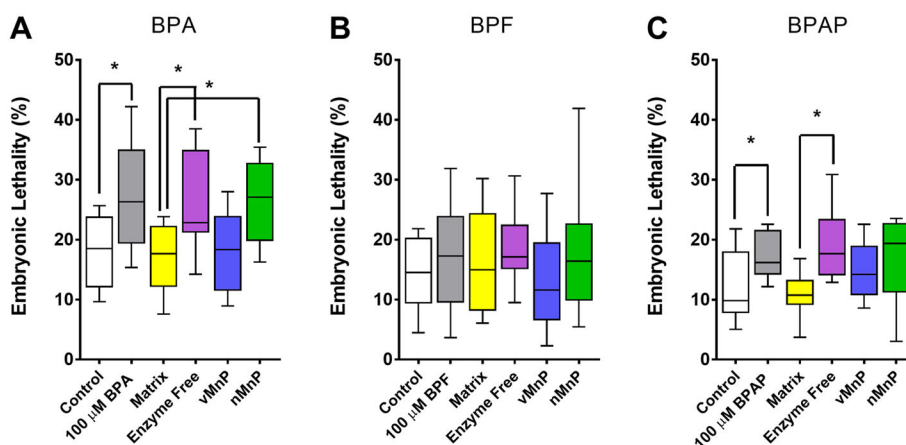 A
BPA
Embryonic Lethality (%)
50
40
30
20
10
0
*
*
*
Control
100 μM BPA
Matrix
Enzyme Free
vMnP
nMnP
B
BPF
Embryonic Lethality (%)
50
40
30
20
10
0
Control
100 μM BPF
Matrix
Enzyme Free
vMnP
nMnP
C
BPAP
Embryonic Lethality (%)
50
40
30
20
10
0
*
*
Control
100 μM BPAP
Matrix
Enzyme Free
vMnP
nMnP